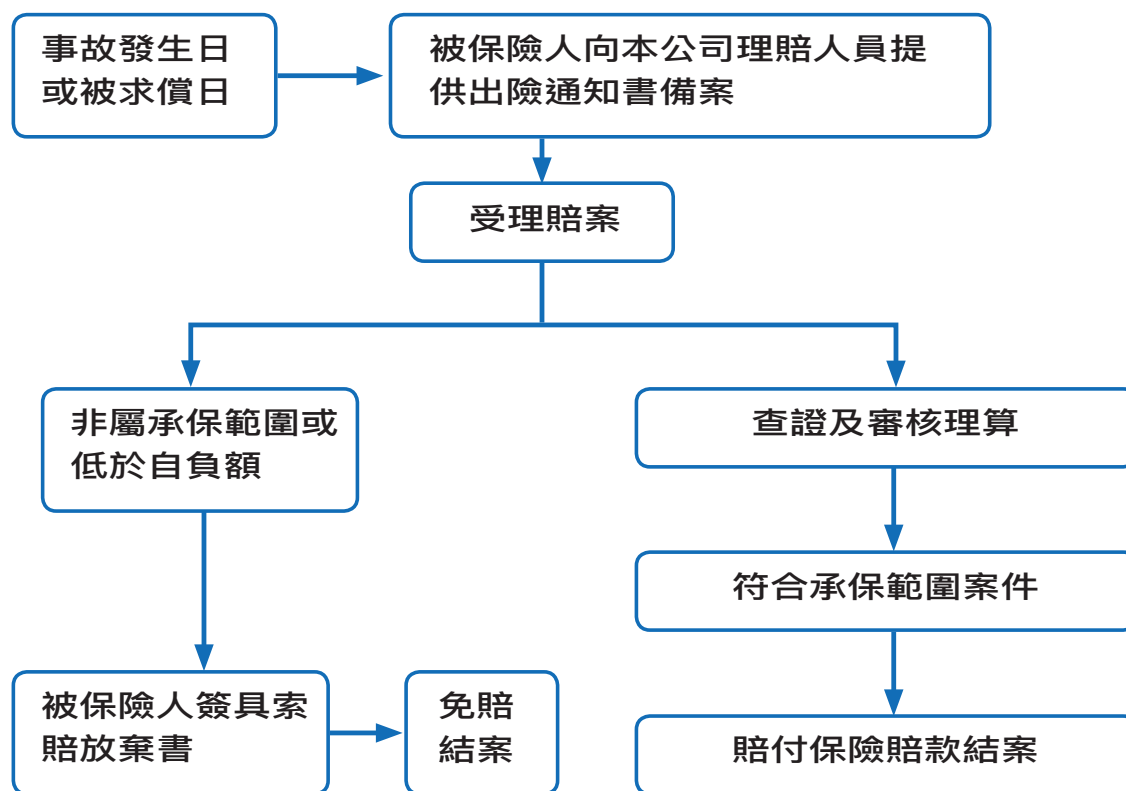 事故發生日
或被求償日
被保險人向本公司理賠人員提
供出險通知書備案
受理賠案
非屬承保範圍或
低於自負額
查證及審核理算
符合承保範圍案件
被保險人簽具索
賠放棄書
免賠
結案
賠付保險賠款結案